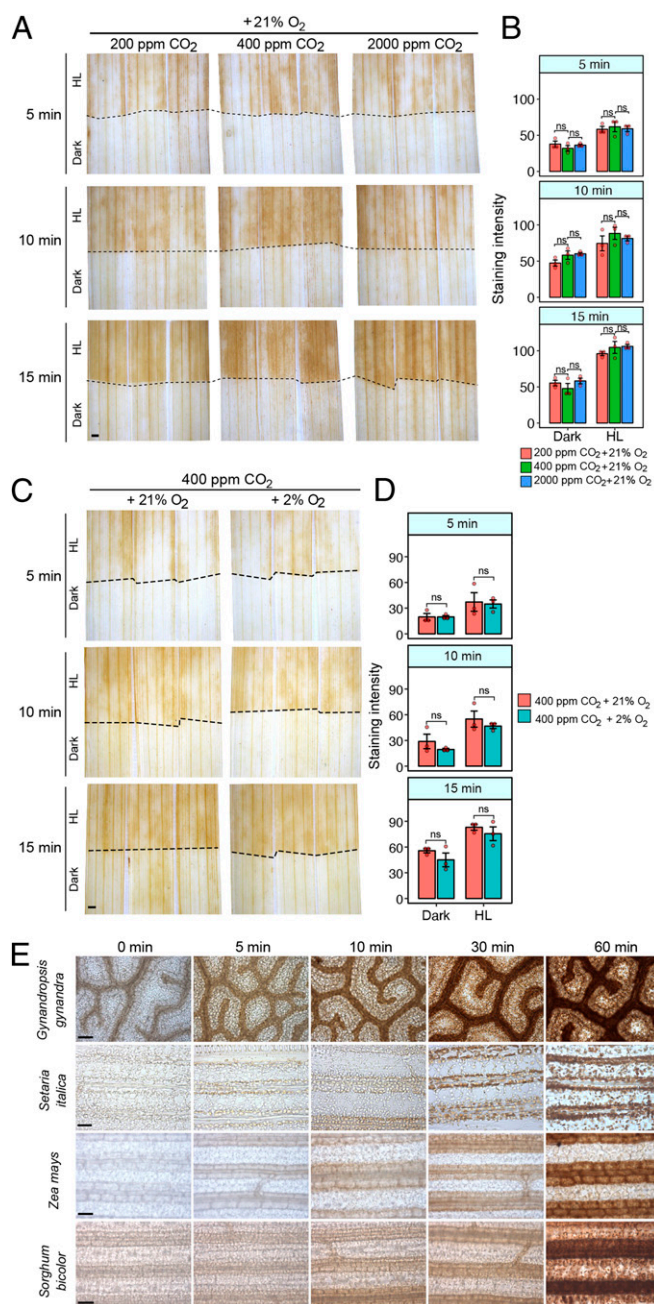 A
+21% O2
200 ppm CO2 400 ppm CO2 2000 ppm CO2
5 min
HL
Dark
10 min
HL
Dark
15 min
HL
Dark
B
Staining intensity
5 min
100
50
0
ns ns ns ns
10 min
100
50
0
ns ns ns ns
15 min
100
50
0
ns ns ns ns
Dark HL
200 ppm CO2+21% O2
400 ppm CO2+21% O2
2000 ppm CO2+21% O2
C
400 ppm CO2
+ 21% O2 + 2% O2
5 min
HL
Dark
10 min
HL
Dark
15 min
HL
Dark
D
Staining intensity
5 min
90
60
30
0
ns ns
10 min
90
60
30
0
ns ns
15 min
90
60
30
0
ns ns
Dark HL
400 ppm CO2 + 21% O2
400 ppm CO2 + 2% O2
E
0 min 5 min 10 min 30 min 60 min
Gynandropsis
gynandra
Setaria
italica
Zea mays
Sorghum
bicolor